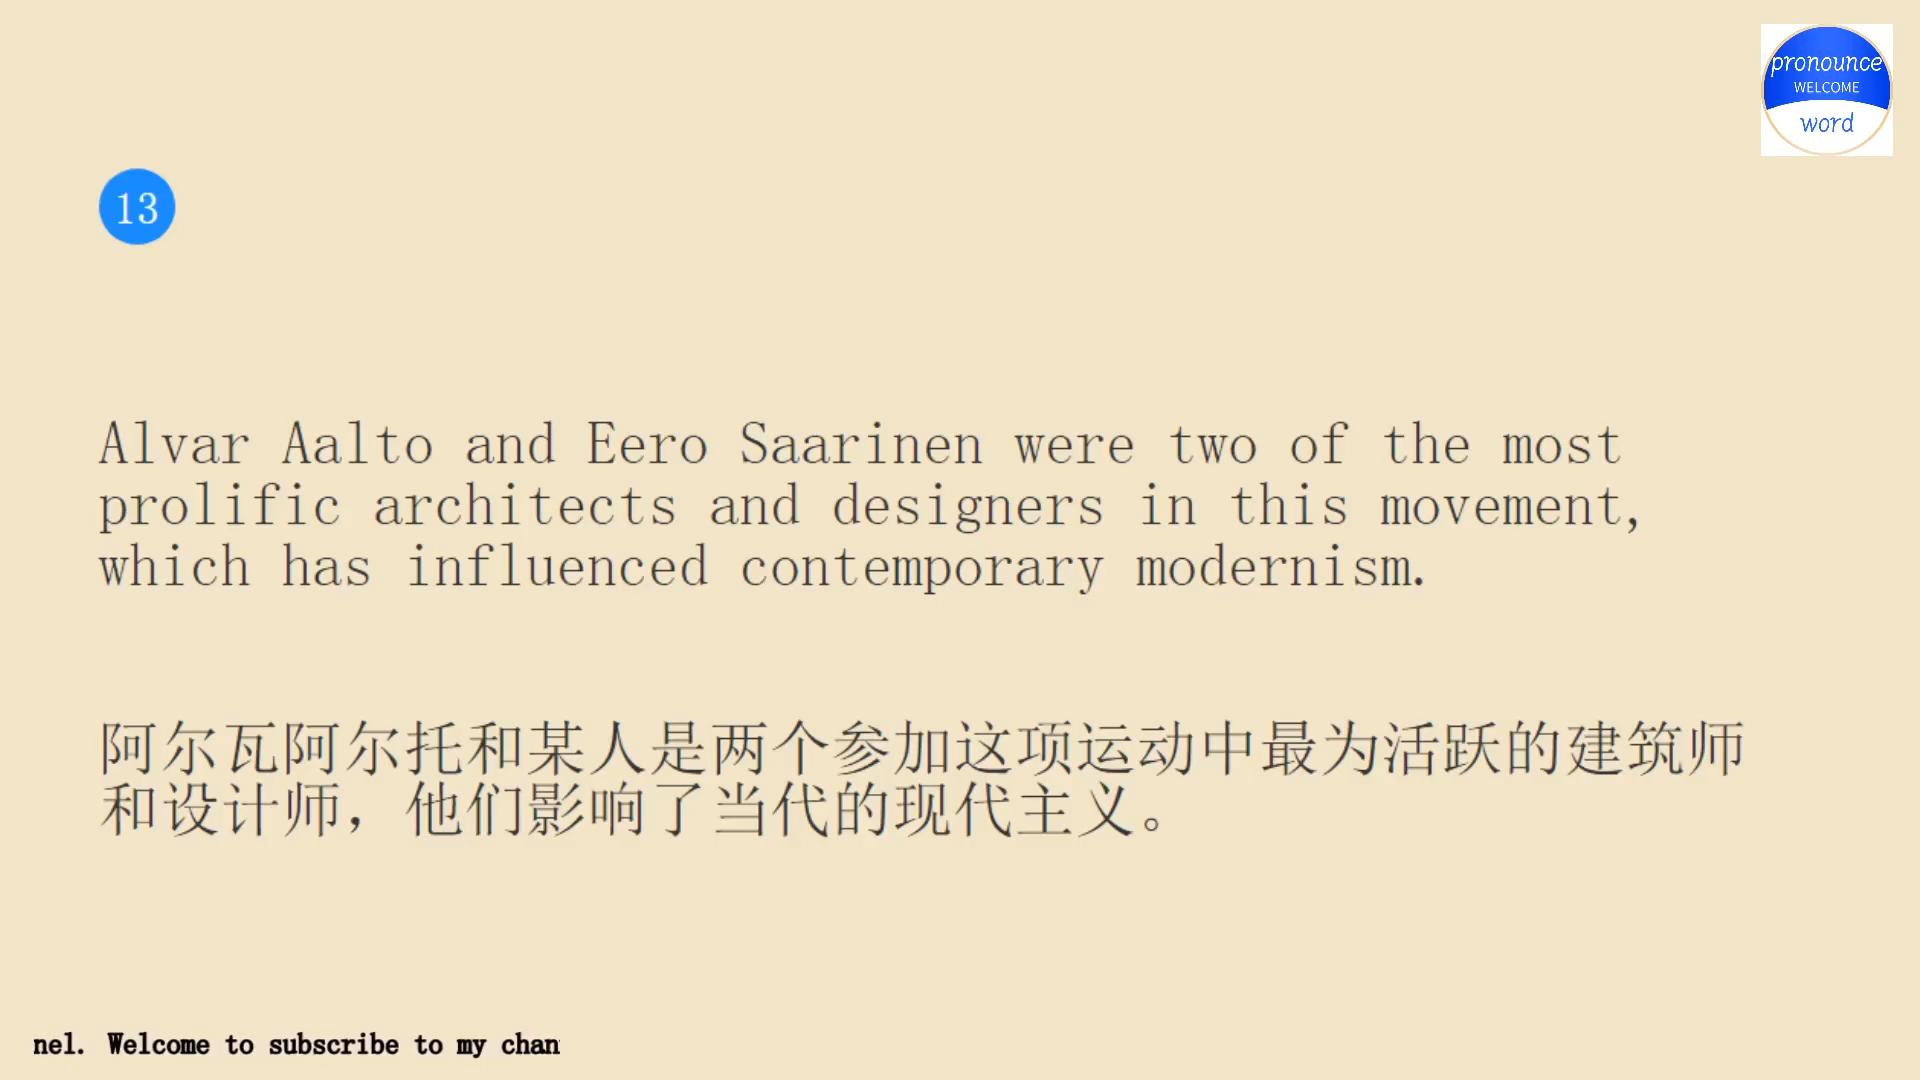 pronounce
WELCOME
word
13
Alvar Aalto and Eero Saarinen were two of the most
prolific architects and designers in this movement,
which has influenced contemporary modernism.
阿尔瓦阿尔托和某人是两个参加这项运动中最为活跃的建筑师
和设计师，他们影响了当代的现代主义。
nel. Welcome to subscribe to my chan